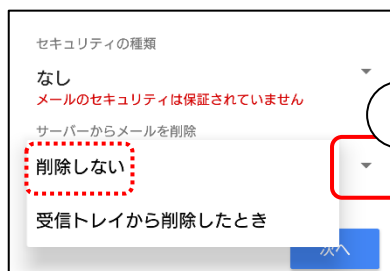 セキュリティの種類
なし
メールのセキュリティは保証されていません
サーバーからメールを削除
削除しない
受信トレイから削除したとき
次へ